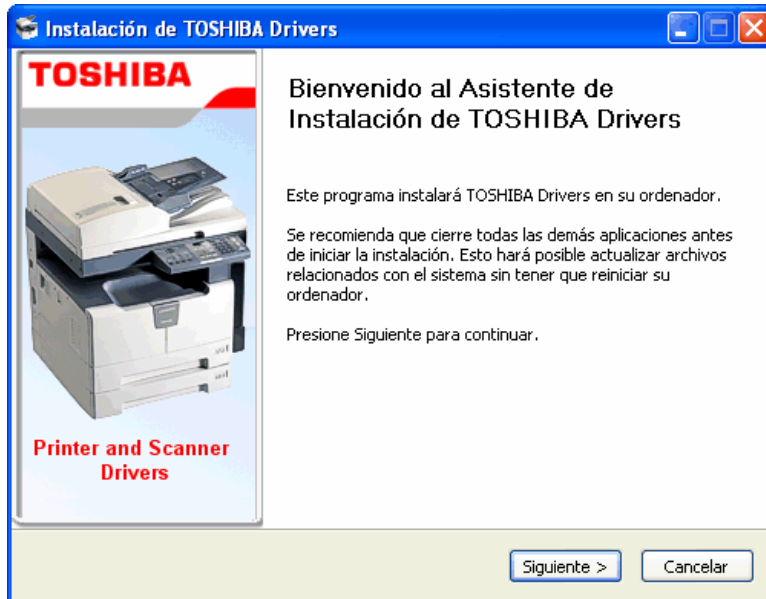 Instalación de TOSHIBA Drivers
TOSHIBA
Printer and Scanner
Drivers
Bienvenido al Asistente de
Instalación de TOSHIBA Drivers
Este programa instalará TOSHIBA Drivers en su ordenador.
Se recomienda que cierre todas las demás aplicaciones antes
de iniciar la instalación. Esto hará posible actualizar archivos
relacionados con el sistema sin tener que reiniciar su
ordenador.
Presione Siguiente para continuar.
Siguiente >
Cancelar